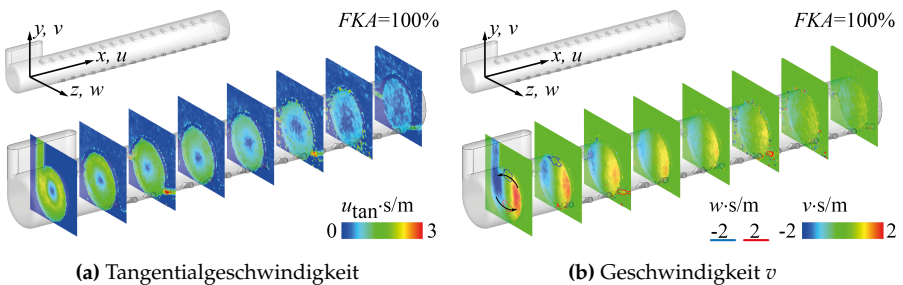 y, v
FKA=100%
x, u
z, w
u_tan·s/m
0 3
(a) Tangentialgeschwindigkeit
y, v
FKA=100%
x, u
z, w
w·s/m v·s/m
-2 2 -2 2
(b) Geschwindigkeit v